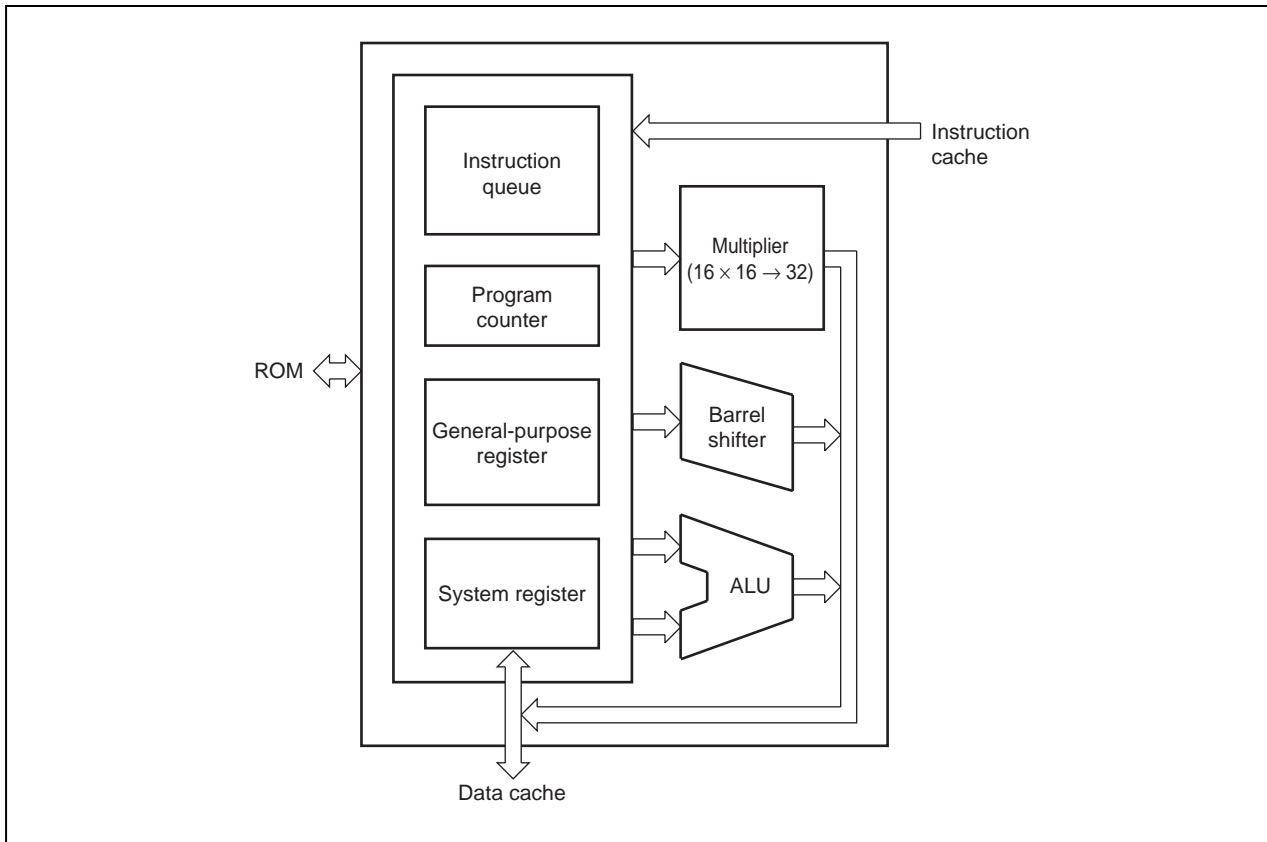 Instruction
queue
Instruction
cache
Multiplier
(16 × 16 → 32)
Program
counter
ROM
General-purpose
register
Barrel
shifter
System register
ALU
Data cache